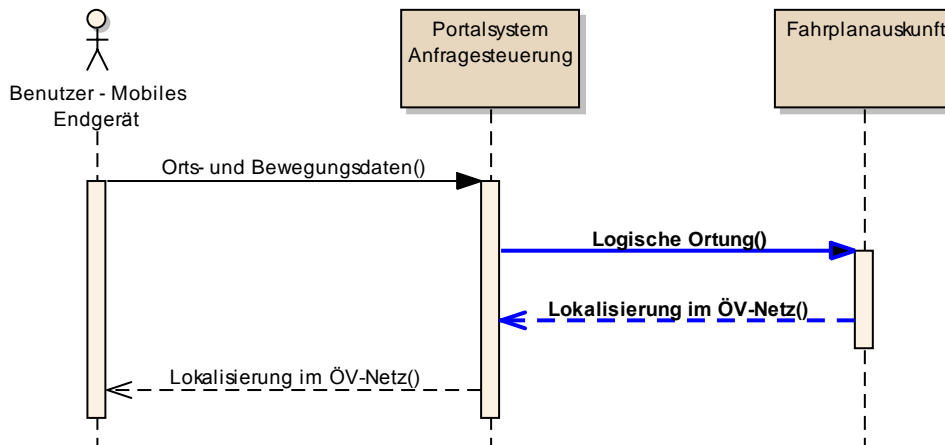 Portalsystem
Anfragesteuerung
Fahrplanauskunft
Benutzer - Mobiles
Endgerät
Orts- und Bewegungsdaten()
Logische Ortung()
Lokalisierung im ÖV-Netz()
Lokalisierung im ÖV-Netz()